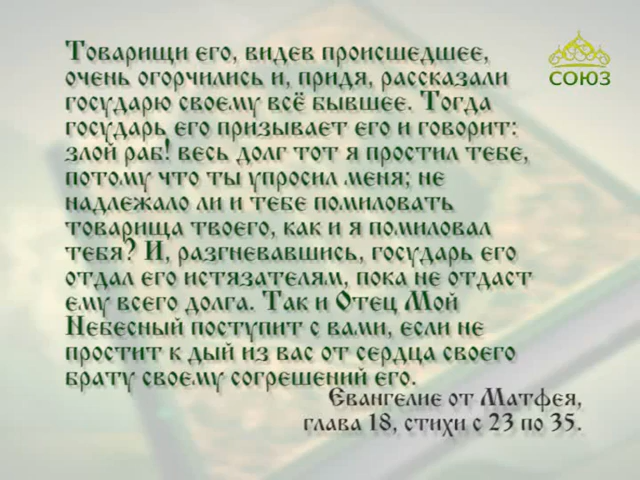 СОЮЗ
Товарищи его, видев происшедшее,
очень огорчились и, придя, рассказали
государю своему всё бывшее. Тогда
государь его призывает его и говорит:
злой раб! весь долг тот я простил тебе,
потому что ты упросил меня; не
надлежало ли и тебе помиловать
товарища твоего, как и я помиловал
тебя? И, разгневавшись, государь его
отдал его истязателям, пока не отдаст
ему всего долга. Так и Отец Мой
Небесный поступит с вами, если не
простит к дый из вас от сердца своего
брату своему согрешений его.
Евангелие от Матфея,
глава 18, стихи с 23 по 35.